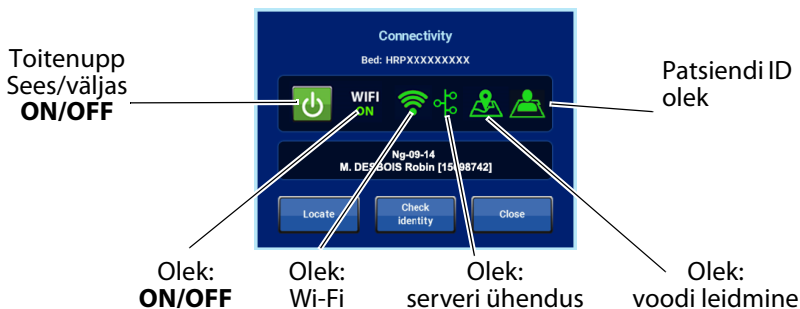 Connectivity
Bed: HRPXXXXXXXXX
Toitenupp
Sees/väljas
ON/OFF
WIFI
ON
Patsiendi ID
olek
Ng-09-14
M. DESBOIS Robin [15098742]
Locate
Check
identity
Close
Olek:
ON/OFF
Olek:
Wi-Fi
Olek:
serveri ühendus
Olek:
voodi leidmine